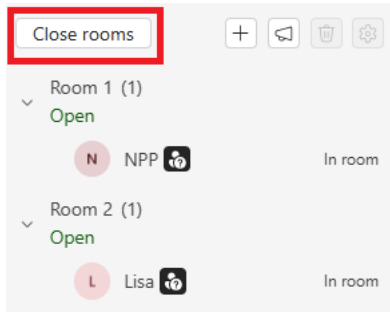 Close rooms
Room 1 (1)
Open
N NPP In room
Room 2 (1)
Open
L Lisa In room